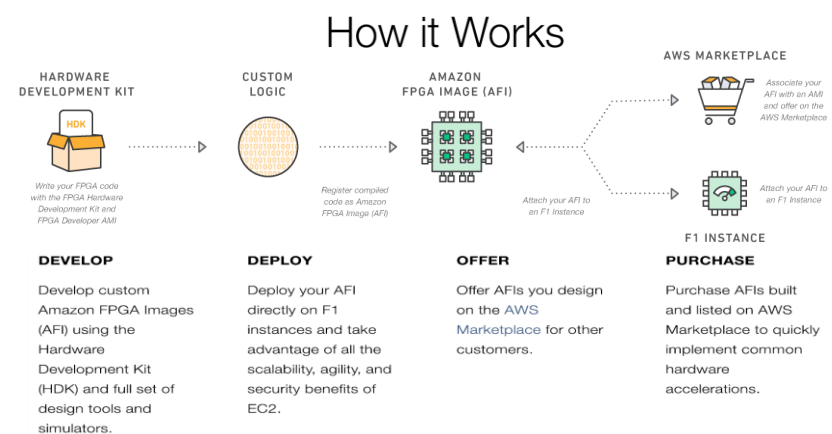 How it Works
HARDWARE
DEVELOPMENT KIT
CUSTOM
LOGIC
AMAZON
FPGA IMAGE (AFI)
AWS MARKETPLACE
HDK
Associate your
AFI with an AMI
and offer on the
AWS Marketplace
Write your FPGA code
with the FPGA Hardware
Development Kit and
FPGA Developer AMI
Register compiled
code as Amazon
FPGA Image (AFI)
Attach your AFI to
an F1 Instance
Attach your AFI to
an F1 Instance
F1 INSTANCE
DEVELOP
Develop custom
Amazon FPGA Images
(AFI) using the
Hardware
Development Kit
(HDK) and full set of
design tools and
simulators.
DEPLOY
Deploy your AFI
directly on F1
instances and take
advantage of all the
scalability, agility, and
security benefits of
EC2.
OFFER
Offer AFIs you design
on the AWS
Marketplace for other
customers.
PURCHASE
Purchase AFIs built
and listed on AWS
Marketplace to quickly
implement common
hardware
accelerations.